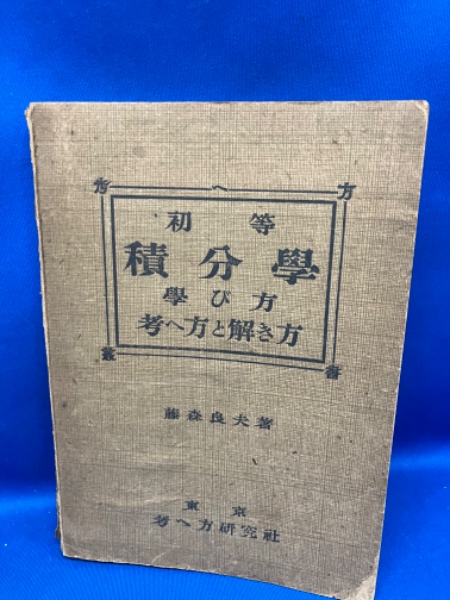 考へ方
初等
積分學
學び方
考へ方と解き方
叢書
藤森良夫著
東京
考へ方硏究社